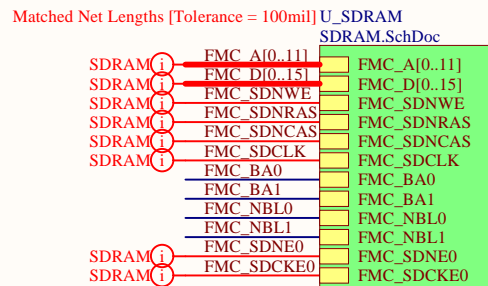 Matched Net Lengths [Tolerance = 100mil] U_SDRAM
SDRAM.SchDoc
SDRAM i FMC_A[0..11] FMC_A[0..11]
SDRAM i FMC_D[0..15] FMC_D[0..15]
SDRAM i FMC_SDNWE FMC_SDNWE
SDRAM i FMC_SDNRAS FMC_SDNRAS
SDRAM i FMC_SDNCAS FMC_SDNCAS
SDRAM i FMC_SDCLK FMC_SDCLK
FMC_BA0 FMC_BA0
FMC_BA1 FMC_BA1
FMC_NBL0 FMC_NBL0
FMC_NBL1 FMC_NBL1
SDRAM i FMC_SDNE0 FMC_SDNE0
SDRAM i FMC_SDCKE0 FMC_SDCKE0